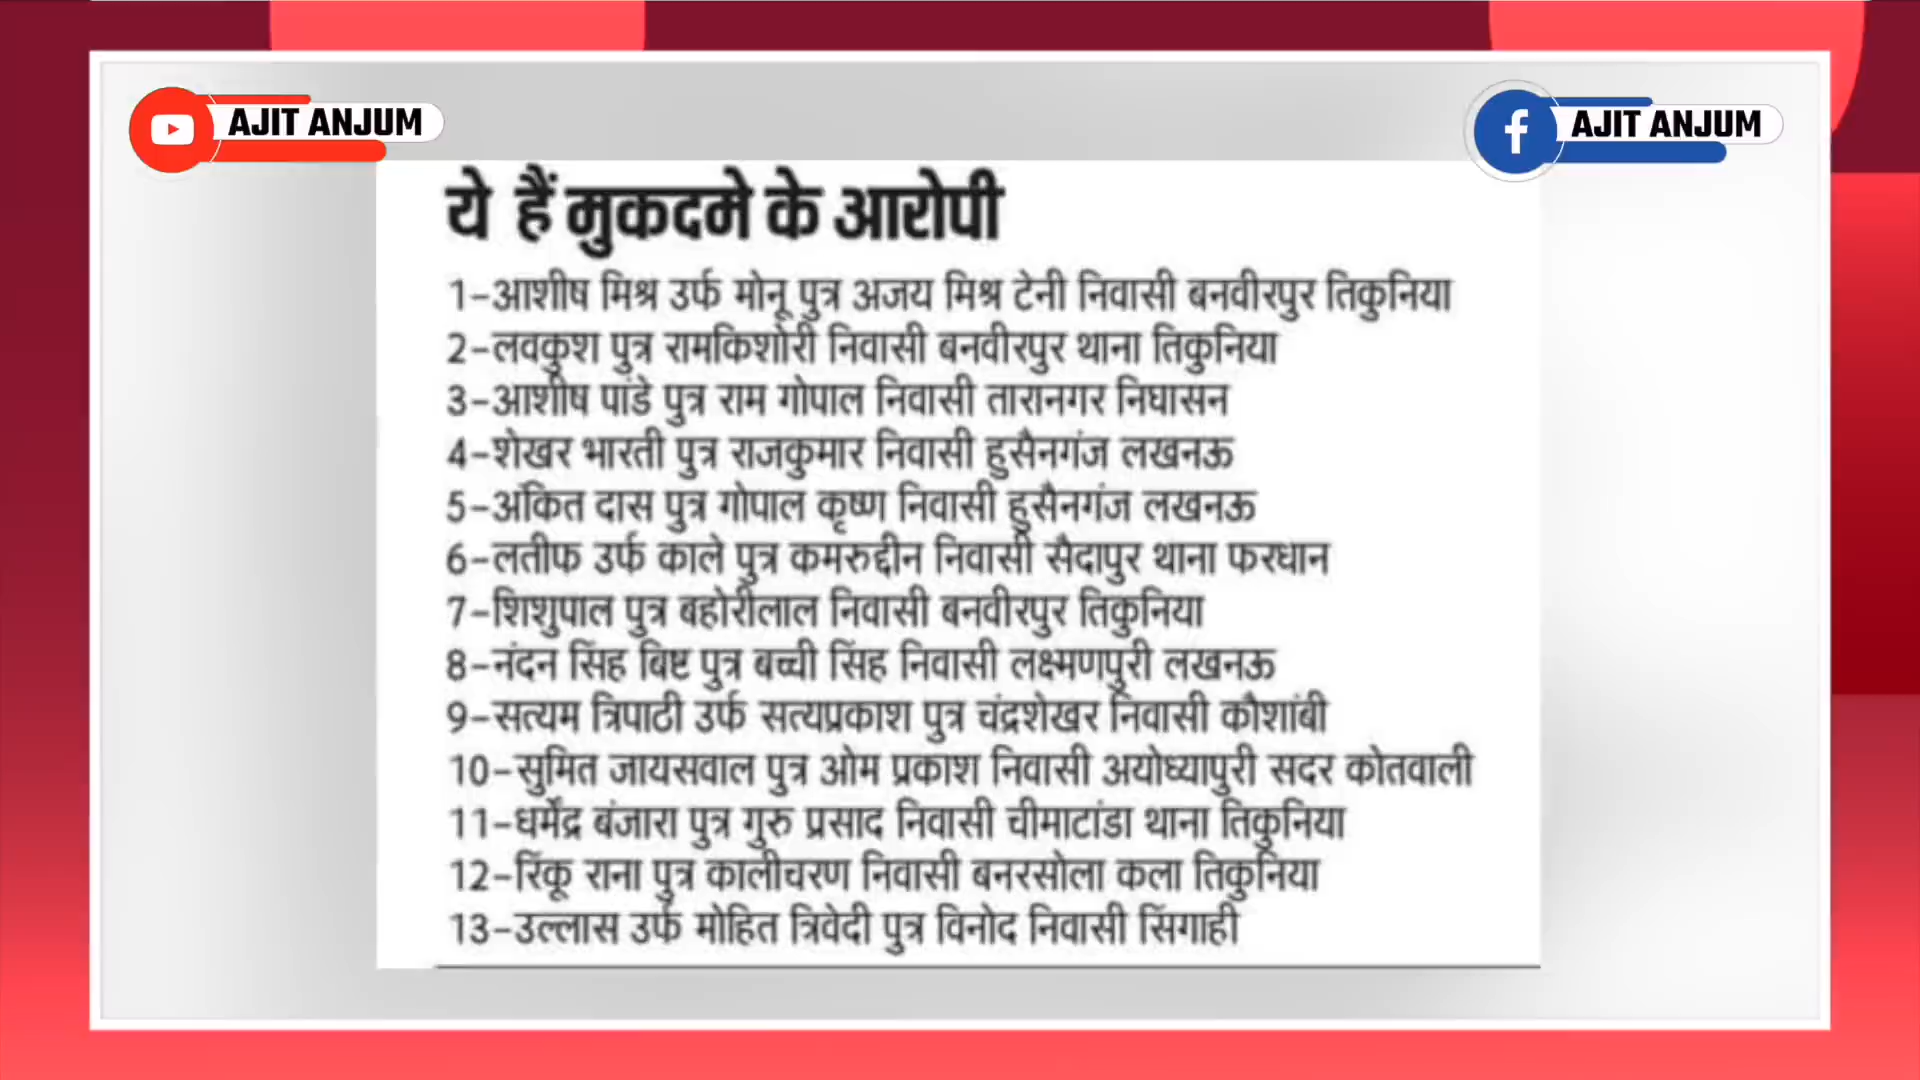 AJIT ANJUM
AJIT ANJUM
ये हैं मुकदमे के आरोपी
1-आशीष मिश्र उर्फ मोनू पुत्र अजय मिश्र टेनी निवासी बनवीरपुर तिकुनिया
2-लवकुश पुत्र रामकिशोरी निवासी बनवीरपुर थाना तिकुनिया
3-आशीष पांडे पुत्र राम गोपाल निवासी तारानगर निघासन
4-शेखर भारती पुत्र राजकुमार निवासी हुसैनगंज लखनऊ
5-अंकित दास पुत्र गोपाल कृष्ण निवासी हुसैनगंज लखनऊ
6-लतीफ उर्फ काले पुत्र कमरुद्दीन निवासी सैदापुर थाना फरधान
7-शिशुपाल पुत्र बहोरीलाल निवासी बनवीरपुर तिकुनिया
8-नंदन सिंह बिष्ट पुत्र बच्ची सिंह निवासी लक्ष्मणपुरी लखनऊ
9-सत्यम त्रिपाठी उर्फ सत्यप्रकाश पुत्र चंद्रशेखर निवासी कौशांबी
10-सुमित जायसवाल पुत्र ओम प्रकाश निवासी अयोध्यापुरी सदर कोतवाली
11-धर्मेंद्र बंजारा पुत्र गुरु प्रसाद निवासी चीमाटांडा थाना तिकुनिया
12-रिंकू राना पुत्र कालीचरण निवासी बनरसोला कला तिकुनिया
13-उल्लास उर्फ मोहित त्रिवेदी पुत्र विनोद निवासी सिंगाही